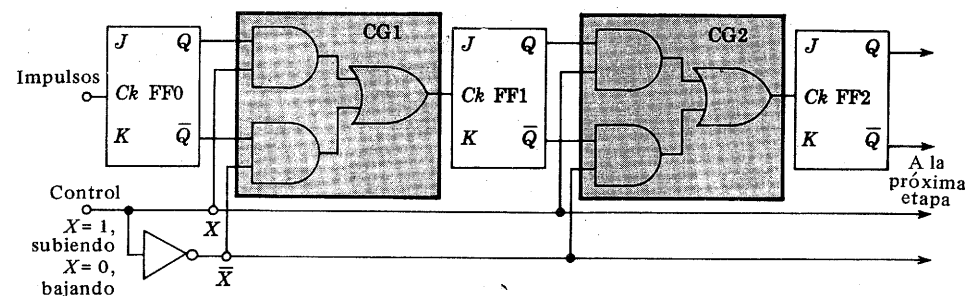 CG1
CG2
J Q
J Q
J Q
Impulsos
Ck FF0
Ck FF1
Ck FF2
K Q̅
K Q̅
K Q̅
A la
próxima
etapa
Control
X = 1,
subiendo
X = 0,
bajando
X
X̅